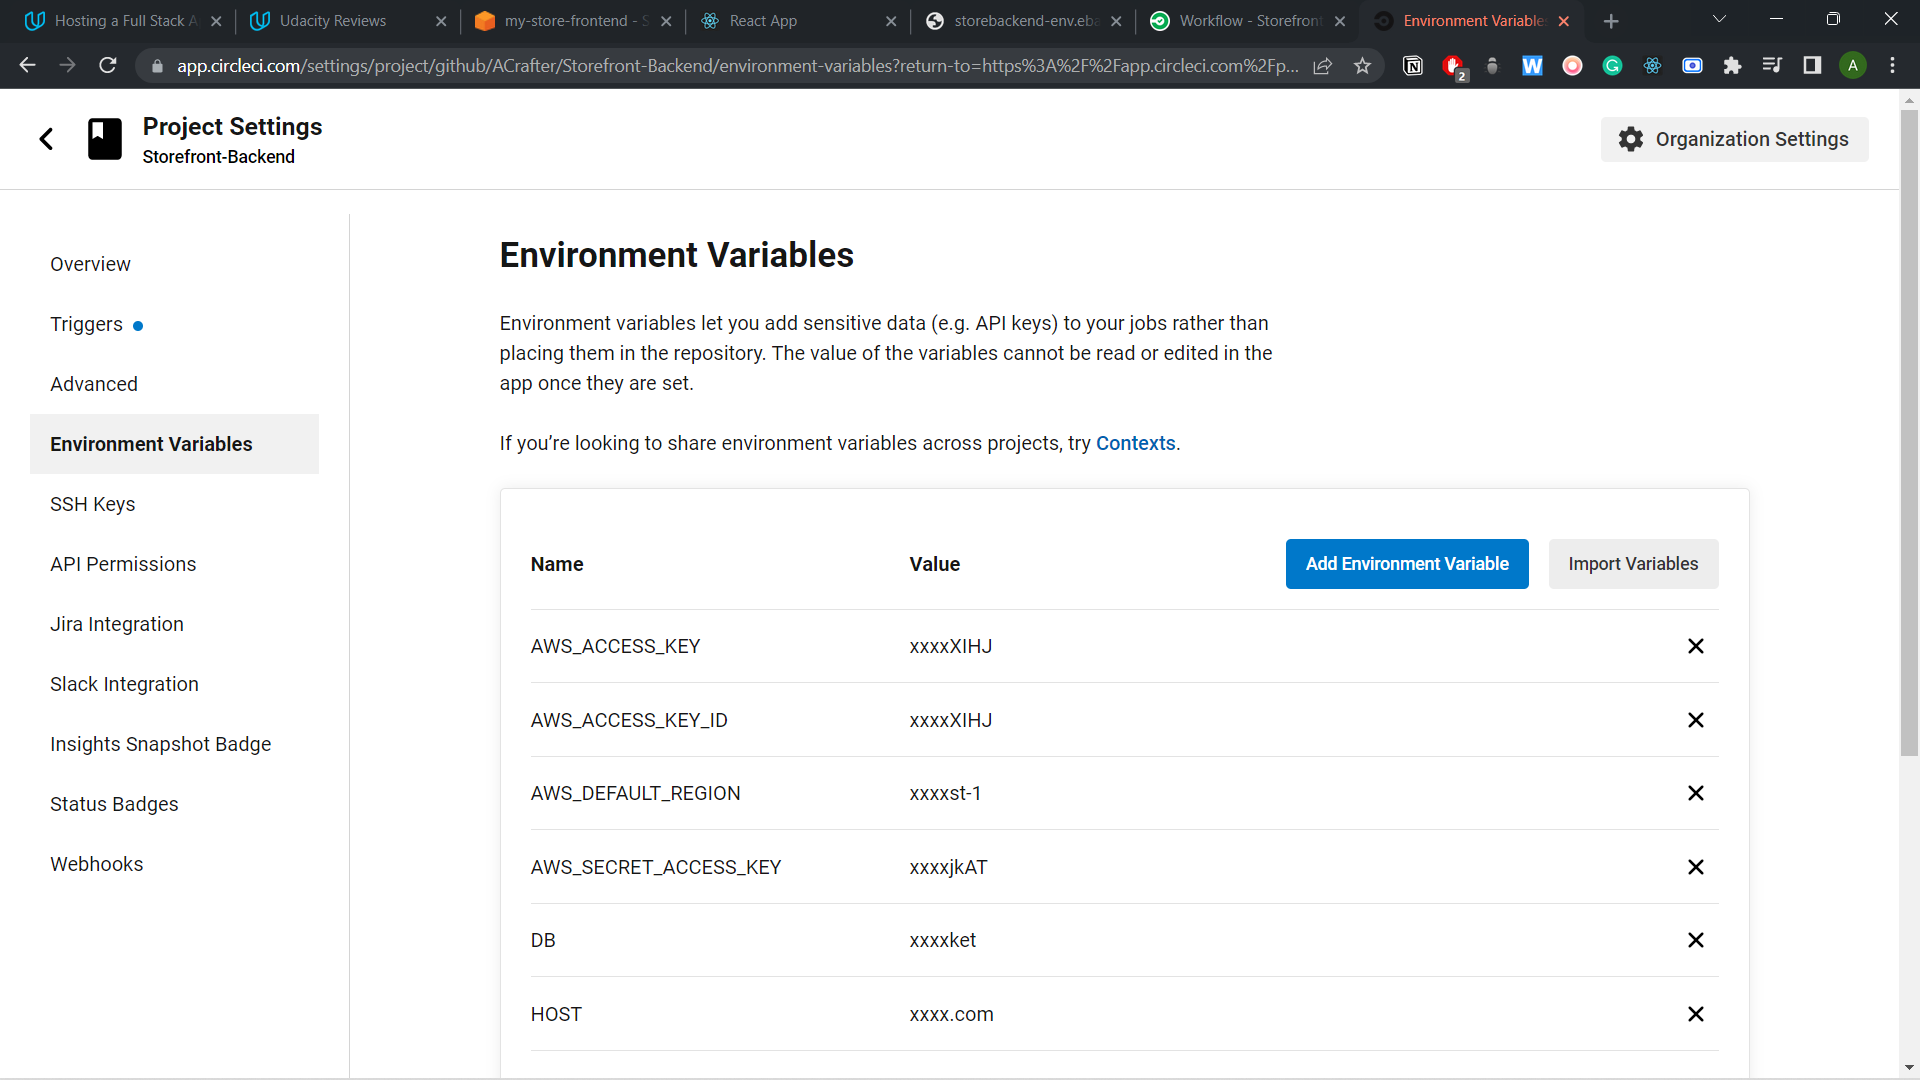 Hosting a Full Stack A
Udacity Reviews
my-store-frontend - S
React App
storebackend-env.eba
Workflow - Storefront
Environment Variables
app.circleci.com/settings/project/github/ACrafter/Storefront-Backend/environment-variables?return-to=https%3A%2F%2Fapp.circleci.com%2Fp...
2
W
A
Project Settings
Storefront-Backend
Organization Settings
Overview
Triggers
Advanced
Environment Variables
SSH Keys
API Permissions
Jira Integration
Slack Integration
Insights Snapshot Badge
Status Badges
Webhooks
Environment Variables
Environment variables let you add sensitive data (e.g. API keys) to your jobs rather than
placing them in the repository. The value of the variables cannot be read or edited in the
app once they are set.
If you’re looking to share environment variables across projects, try Contexts.
Name Value Add Environment Variable Import Variables
AWS_ACCESS_KEY xxxxXIHJ
AWS_ACCESS_KEY_ID xxxxXIHJ
AWS_DEFAULT_REGION xxxxst-1
AWS_SECRET_ACCESS_KEY xxxxjkAT
DB xxxxket
HOST xxxx.com